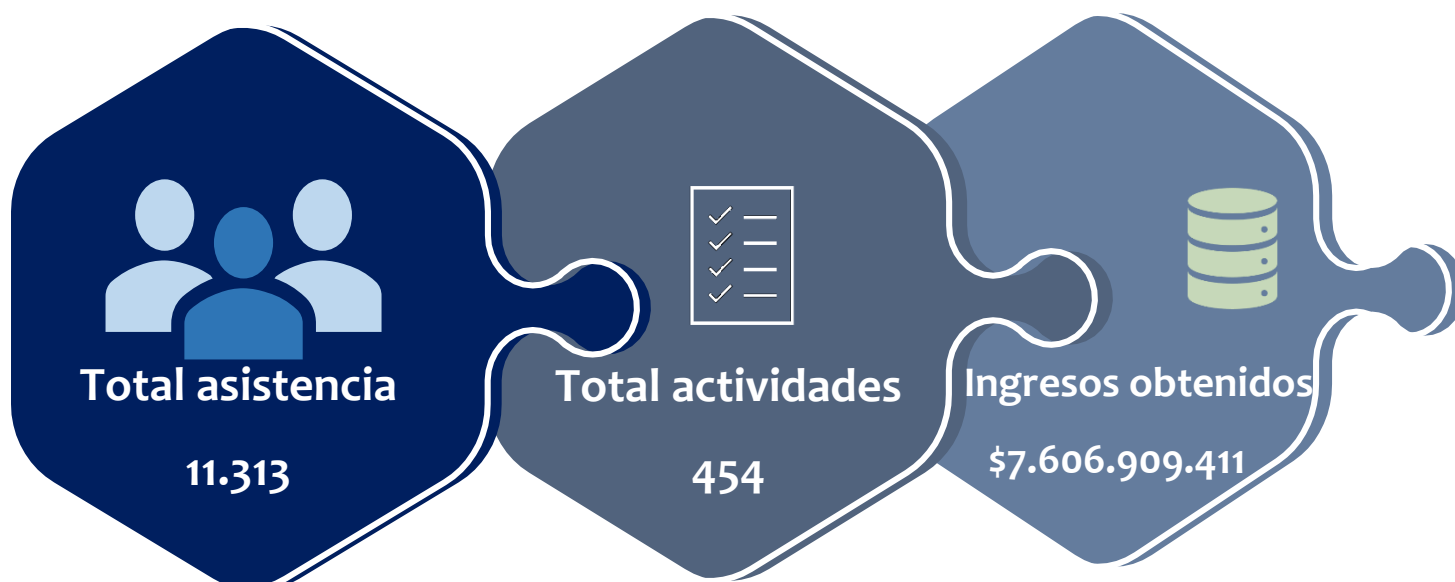 Total asistencia
11.313
Total actividades
454
Ingresos obtenidos
$7.606.909.411